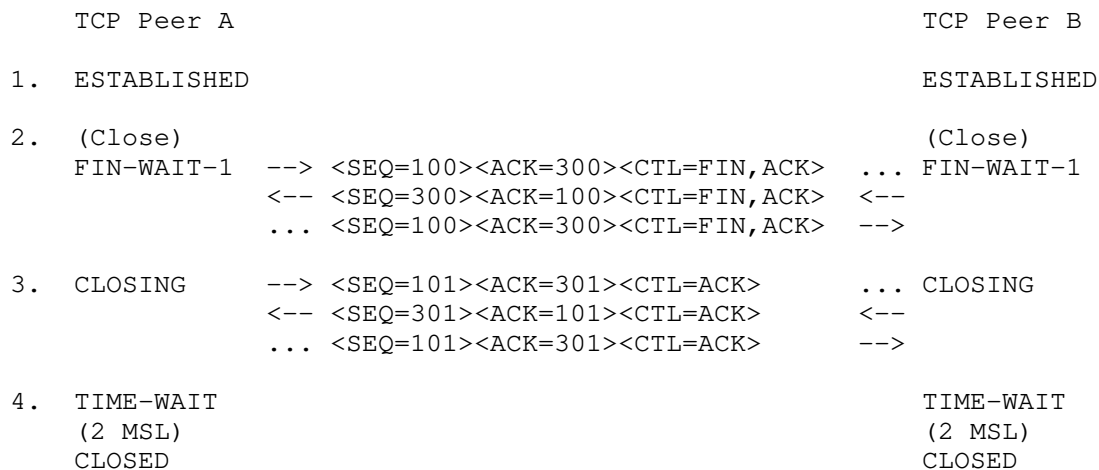 TCP Peer A                                           TCP Peer B
1.  ESTABLISHED                                          ESTABLISHED
2.  (Close)                                              (Close)
    FIN-WAIT-1  --> <SEQ=100><ACK=300><CTL=FIN,ACK>  ... FIN-WAIT-1
                <-- <SEQ=300><ACK=100><CTL=FIN,ACK>  <--
                ... <SEQ=100><ACK=300><CTL=FIN,ACK>  -->
3.  CLOSING     --> <SEQ=101><ACK=301><CTL=ACK>      ... CLOSING
                <-- <SEQ=301><ACK=101><CTL=ACK>      <--
                ... <SEQ=101><ACK=301><CTL=ACK>      -->
4.  TIME-WAIT                                            TIME-WAIT
    (2 MSL)                                              (2 MSL)
    CLOSED                                               CLOSED